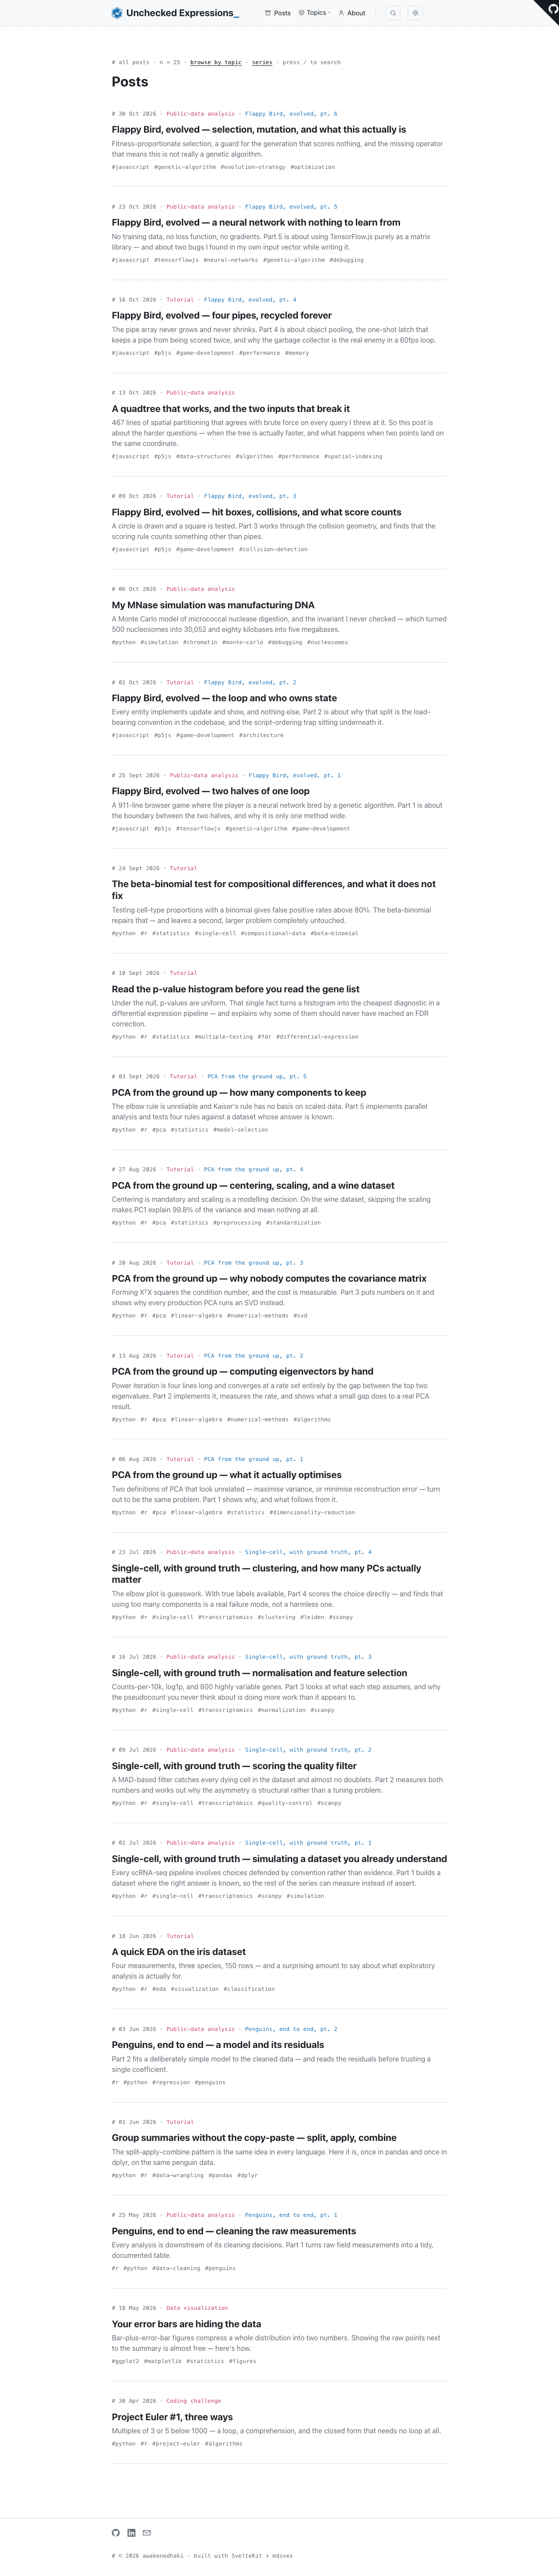 Unchecked Expressions_
Posts
Topics
About
# all posts · n = 25 · browse by topic · series · press / to search
Posts
# 30 Oct 2026 · Public-data analysis · Flappy Bird, evolved, pt. 6
Flappy Bird, evolved — selection, mutation, and what this actually is
Fitness-proportionate selection, a guard for the generation that scores nothing, and the missing operator
that means this is not really a genetic algorithm.
#javascript #genetic-algorithm #evolution-strategy #optimization
# 23 Oct 2026 · Public-data analysis · Flappy Bird, evolved, pt. 5
Flappy Bird, evolved — a neural network with nothing to learn from
No training data, no loss function, no gradients. Part 5 is about using TensorFlow.js purely as a matrix
library — and about two bugs I found in my own input vector while writing it.
#javascript #tensorflowjs #neural-networks #genetic-algorithm #debugging
# 16 Oct 2026 · Tutorial · Flappy Bird, evolved, pt. 4
Flappy Bird, evolved — four pipes, recycled forever
The pipe array never grows and never shrinks. Part 4 is about object pooling, the one-shot latch that
keeps a pipe from being scored twice, and why the garbage collector is the real enemy in a 60fps loop.
#javascript #p5js #game-development #performance #memory
# 13 Oct 2026 · Public-data analysis
A quadtree that works, and the two inputs that break it
467 lines of spatial partitioning that agrees with brute force on every query I threw at it. So this post is
about the harder questions — when the tree is actually faster, and what happens when two points land on
the same coordinate.
#javascript #p5js #data-structures #algorithms #performance #spatial-indexing
# 09 Oct 2026 · Tutorial · Flappy Bird, evolved, pt. 3
Flappy Bird, evolved — hit boxes, collisions, and what score counts
A circle is drawn and a square is tested. Part 3 works through the collision geometry, and finds that the
scoring rule counts something other than pipes.
#javascript #p5js #game-development #collision-detection
# 06 Oct 2026 · Public-data analysis
My MNase simulation was manufacturing DNA
A Monte Carlo model of micrococcal nuclease digestion, and the invariant I never checked — which turned
500 nucleosomes into 30,052 and eighty kilobases into five megabases.
#python #simulation #chromatin #monte-carlo #debugging #nucleosomes
# 02 Oct 2026 · Tutorial · Flappy Bird, evolved, pt. 2
Flappy Bird, evolved — the loop and who owns state
Every entity implements update and show, and nothing else. Part 2 is about why that split is the load-
bearing convention in the codebase, and the script-ordering trap sitting underneath it.
#javascript #p5js #game-development #architecture
# 25 Sept 2026 · Public-data analysis · Flappy Bird, evolved, pt. 1
Flappy Bird, evolved — two halves of one loop
A 911-line browser game where the player is a neural network bred by a genetic algorithm. Part 1 is about
the boundary between the two halves, and why it is only one method wide.
#javascript #p5js #tensorflowjs #genetic-algorithm #game-development
# 24 Sept 2026 · Tutorial
The beta-binomial test for compositional differences, and what it does not
fix
Testing cell-type proportions with a binomial gives false positive rates above 80%. The beta-binomial
repairs that — and leaves a second, larger problem completely untouched.
#python #r #statistics #single-cell #compositional-data #beta-binomial
# 10 Sept 2026 · Tutorial
Read the p-value histogram before you read the gene list
Under the null, p-values are uniform. That single fact turns a histogram into the cheapest diagnostic in a
differential expression pipeline — and explains why some of them should never have reached an FDR
correction.
#python #r #statistics #multiple-testing #fdr #differential-expression
# 03 Sept 2026 · Tutorial · PCA from the ground up, pt. 5
PCA from the ground up — how many components to keep
The elbow rule is unreliable and Kaiser's rule has no basis on scaled data. Part 5 implements parallel
analysis and tests four rules against a dataset whose answer is known.
#python #r #pca #statistics #model-selection
# 27 Aug 2026 · Tutorial · PCA from the ground up, pt. 4
PCA from the ground up — centering, scaling, and a wine dataset
Centering is mandatory and scaling is a modelling decision. On the wine dataset, skipping the scaling
makes PC1 explain 99.8% of the variance and mean nothing at all.
#python #r #pca #statistics #preprocessing #standardization
# 20 Aug 2026 · Tutorial · PCA from the ground up, pt. 3
PCA from the ground up — why nobody computes the covariance matrix
Forming XᵀX squares the condition number, and the cost is measurable. Part 3 puts numbers on it and
shows why every production PCA runs an SVD instead.
#python #r #pca #linear-algebra #numerical-methods #svd
# 13 Aug 2026 · Tutorial · PCA from the ground up, pt. 2
PCA from the ground up — computing eigenvectors by hand
Power iteration is four lines long and converges at a rate set entirely by the gap between the top two
eigenvalues. Part 2 implements it, measures the rate, and shows what a small gap does to a real PCA
result.
#python #r #pca #linear-algebra #numerical-methods #algorithms
# 06 Aug 2026 · Tutorial · PCA from the ground up, pt. 1
PCA from the ground up — what it actually optimises
Two definitions of PCA that look unrelated — maximise variance, or minimise reconstruction error — turn
out to be the same problem. Part 1 shows why, and what follows from it.
#python #r #pca #linear-algebra #statistics #dimensionality-reduction
# 23 Jul 2026 · Public-data analysis · Single-cell, with ground truth, pt. 4
Single-cell, with ground truth — clustering, and how many PCs actually
matter
The elbow plot is guesswork. With true labels available, Part 4 scores the choice directly — and finds that
using too many components is a real failure mode, not a harmless one.
#python #r #single-cell #transcriptomics #clustering #leiden #scanpy
# 16 Jul 2026 · Public-data analysis · Single-cell, with ground truth, pt. 3
Single-cell, with ground truth — normalisation and feature selection
Counts-per-10k, log1p, and 800 highly variable genes. Part 3 looks at what each step assumes, and why
the pseudocount you never think about is doing more work than it appears to.
#python #r #single-cell #transcriptomics #normalization #scanpy
# 09 Jul 2026 · Public-data analysis · Single-cell, with ground truth, pt. 2
Single-cell, with ground truth — scoring the quality filter
A MAD-based filter catches every dying cell in the dataset and almost no doublets. Part 2 measures both
numbers and works out why the asymmetry is structural rather than a tuning problem.
#python #r #single-cell #transcriptomics #quality-control #scanpy
# 02 Jul 2026 · Public-data analysis · Single-cell, with ground truth, pt. 1
Single-cell, with ground truth — simulating a dataset you already understand
Every scRNA-seq pipeline involves choices defended by convention rather than evidence. Part 1 builds a
dataset where the right answer is known, so the rest of the series can measure instead of assert.
#python #r #single-cell #transcriptomics #scanpy #simulation
# 18 Jun 2026 · Tutorial
A quick EDA on the iris dataset
Four measurements, three species, 150 rows — and a surprising amount to say about what exploratory
analysis is actually for.
#python #r #eda #visualization #classification
# 03 Jun 2026 · Public-data analysis · Penguins, end to end, pt. 2
Penguins, end to end — a model and its residuals
Part 2 fits a deliberately simple model to the cleaned data — and reads the residuals before trusting a
single coefficient.
#r #python #regression #penguins
# 01 Jun 2026 · Tutorial
Group summaries without the copy-paste — split, apply, combine
The split-apply-combine pattern is the same idea in every language. Here it is, once in pandas and once in
dplyr, on the same penguin data.
#python #r #data-wrangling #pandas #dplyr
# 25 May 2026 · Public-data analysis · Penguins, end to end, pt. 1
Penguins, end to end — cleaning the raw measurements
Every analysis is downstream of its cleaning decisions. Part 1 turns raw field measurements into a tidy,
documented table.
#r #python #data-cleaning #penguins
# 18 May 2026 · Data visualization
Your error bars are hiding the data
Bar-plus-error-bar figures compress a whole distribution into two numbers. Showing the raw points next
to the summary is almost free — here's how.
#ggplot2 #matplotlib #statistics #figures
# 30 Apr 2026 · Coding challenge
Project Euler #1, three ways
Multiples of 3 or 5 below 1000 — a loop, a comprehension, and the closed form that needs no loop at all.
#python #r #project-euler #algorithms
# © 2026 awakenedhaki · built with SvelteKit + mdsvex